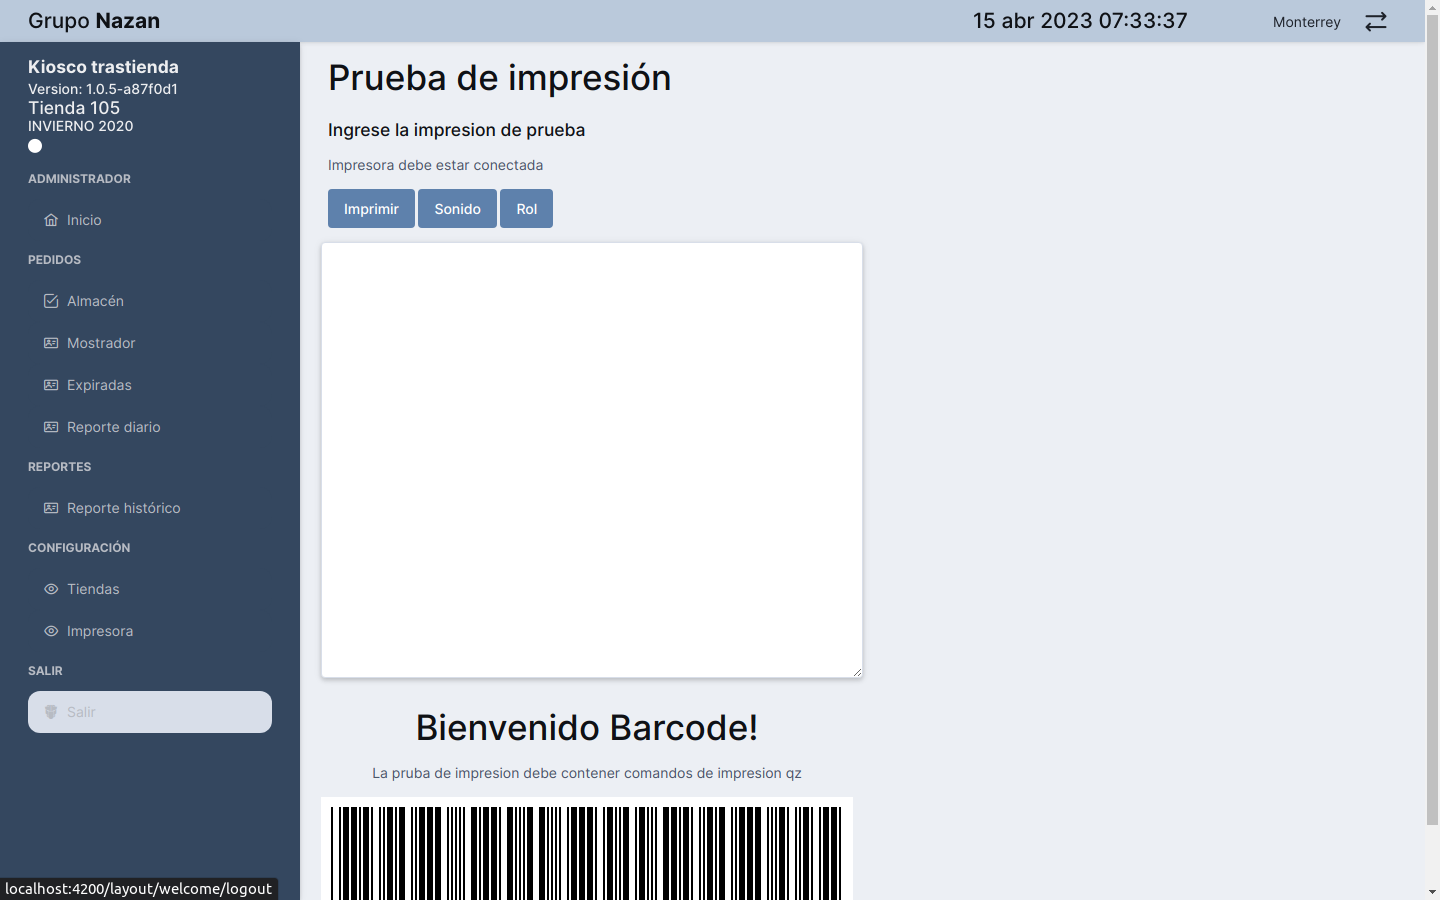 Grupo Nazan
15 abr 2023 07:33:37
Monterrey
Kiosco trastienda
Version: 1.0.5-a87f0d1
Tienda 105
INVIERNO 2020
ADMINISTRADOR
Inicio
PEDIDOS
Almacén
Mostrador
Expiradas
Reporte diario
REPORTES
Reporte histórico
CONFIGURACIÓN
Tiendas
Impresora
SALIR
Salir
Prueba de impresión
Ingrese la impresion de prueba
Impresora debe estar conectada
Imprimir Sonido Rol
Bienvenido Barcode!
La pruba de impresion debe contener comandos de impresion qz
localhost:4200/layout/welcome/logout